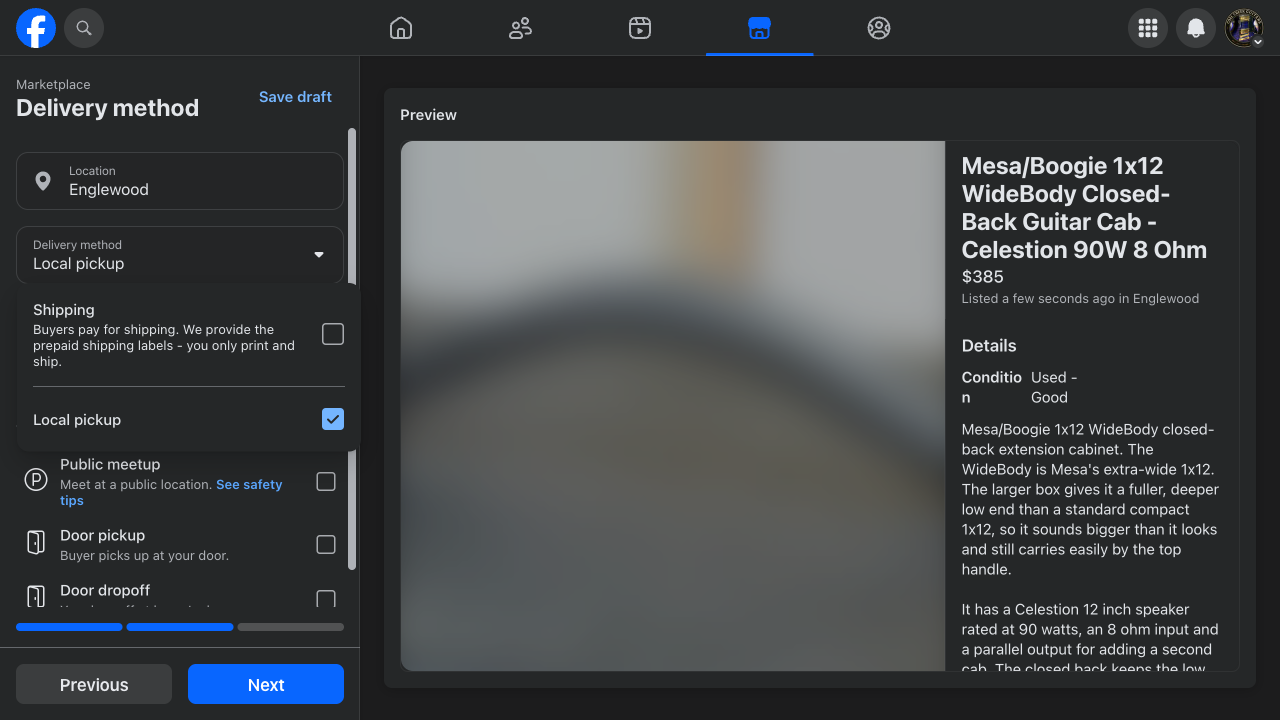 Marketplace
Delivery method
Save draft
Location
Englewood
Delivery method
Local pickup
Shipping
Buyers pay for shipping. We provide the
prepaid shipping labels - you only print and
ship.
Local pickup
Public meetup
Meet at a public location. See safety
tips
Door pickup
Buyer picks up at your door.
Door dropoff
Previous
Next
Preview
Mesa/Boogie 1x12
WideBody Closed-
Back Guitar Cab -
Celestion 90W 8 Ohm
$385
Listed a few seconds ago in Englewood
Details
Conditio
n
Used -
Good
Mesa/Boogie 1x12 WideBody closed-
back extension cabinet. The
WideBody is Mesa's extra-wide 1x12.
The larger box gives it a fuller, deeper
low end than a standard compact
1x12, so it sounds bigger than it looks
and still carries easily by the top
handle.
It has a Celestion 12 inch speaker
rated at 90 watts, an 8 ohm input and
a parallel output for adding a second
cab. The closed back keeps the low